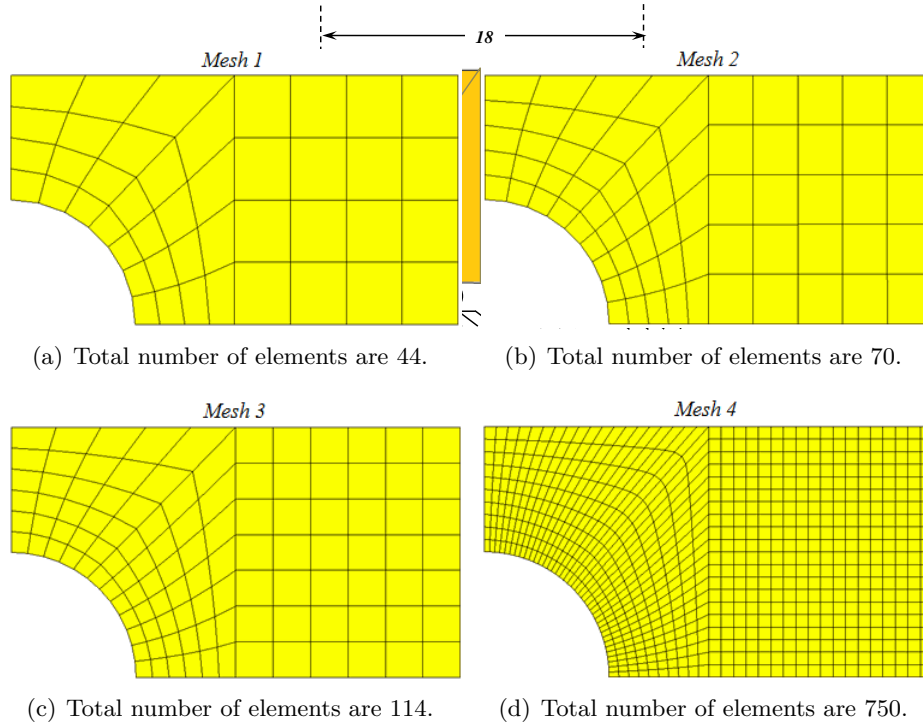 18
Mesh 1
Mesh 2
(a) Total number of elements are 44.
(b) Total number of elements are 70.
Mesh 3
Mesh 4
(c) Total number of elements are 114.
(d) Total number of elements are 750.